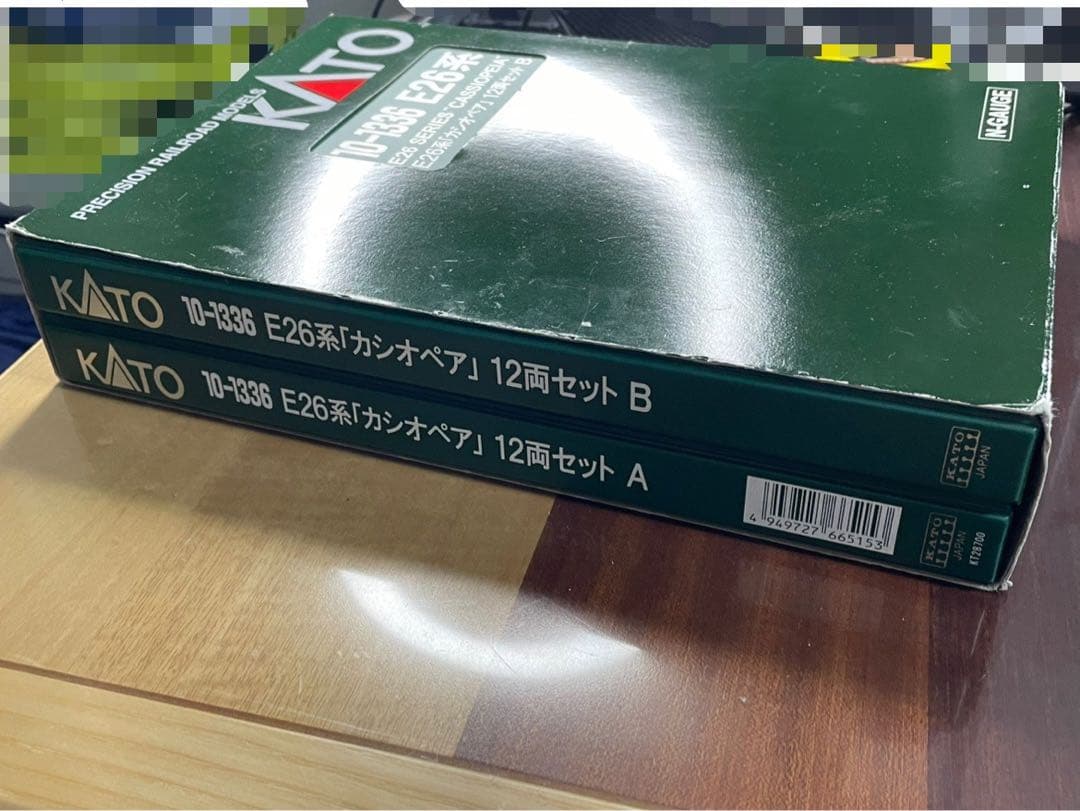 PRECISION RAILROAD MODELS
KATO
10-1336 E26系
E26 SERIES "CASSIOPEIA"
E26系「カシオペア」12両セット B
N-GAUGE
KATO 10-1336 E26系「カシオペア」 12両セット B
KATO
JAPAN
KATO 10-1336 E26系「カシオペア」 12両セット A
4 949727 665153
KATO
JAPAN
KT28700